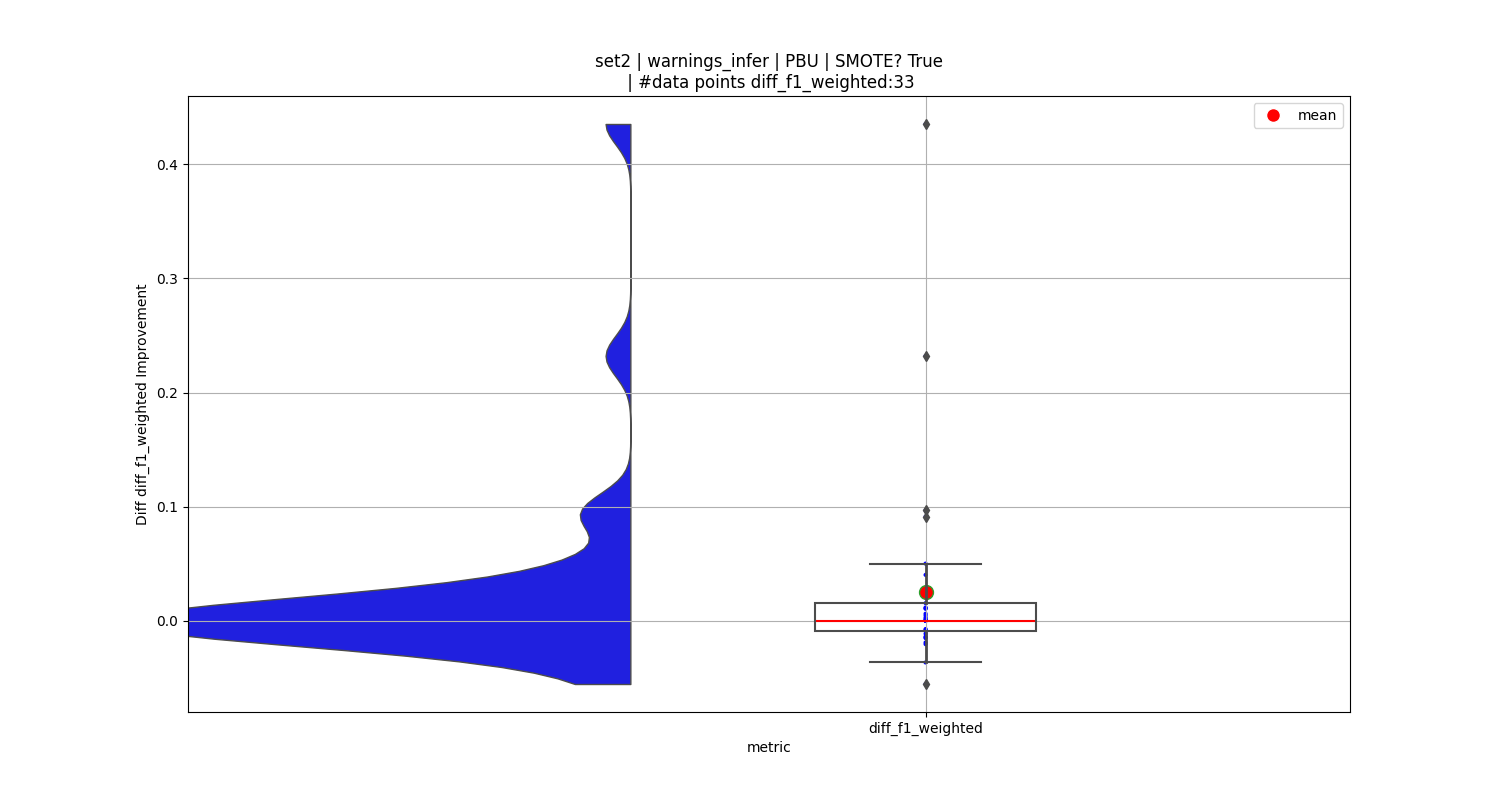 set2 | warnings_infer | PBU | SMOTE? True
| #data points diff_f1_weighted:33
mean
0.4
0.3
0.2
0.1
0.0
Diff diff_f1_weighted Improvement
diff_f1_weighted
metric